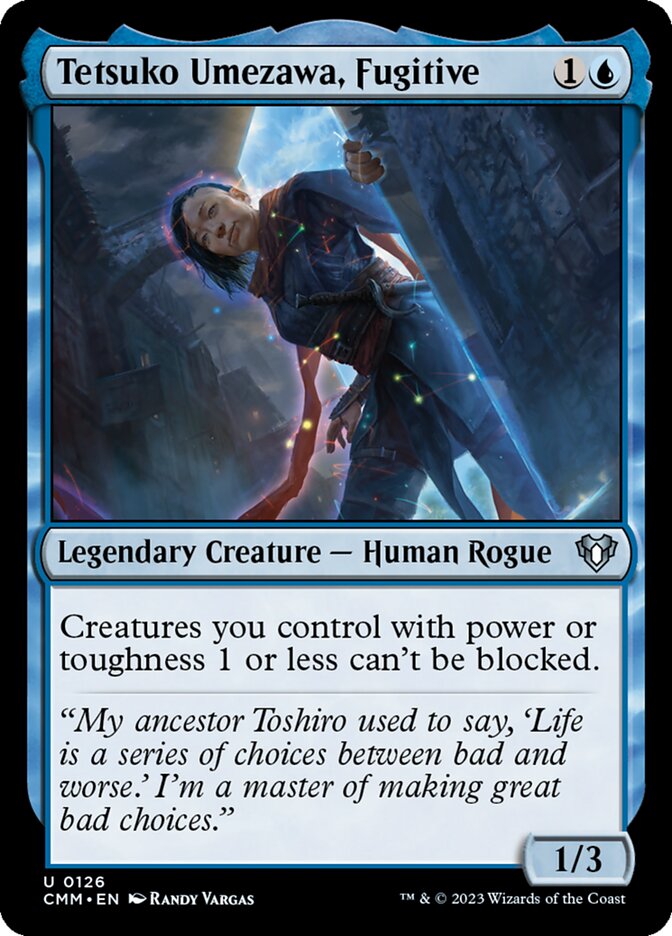 Tetsuko Umezawa, Fugitive 1
Legendary Creature — Human Rogue
Creatures you control with power or
toughness 1 or less can't be blocked.
“My ancestor Toshiro used to say, ‘Life
is a series of choices between bad and
worse.’ I'm a master of making great
bad choices.”
1/3
U 0126
CMM • EN Randy Vargas
™ & © 2023 Wizards of the Coast